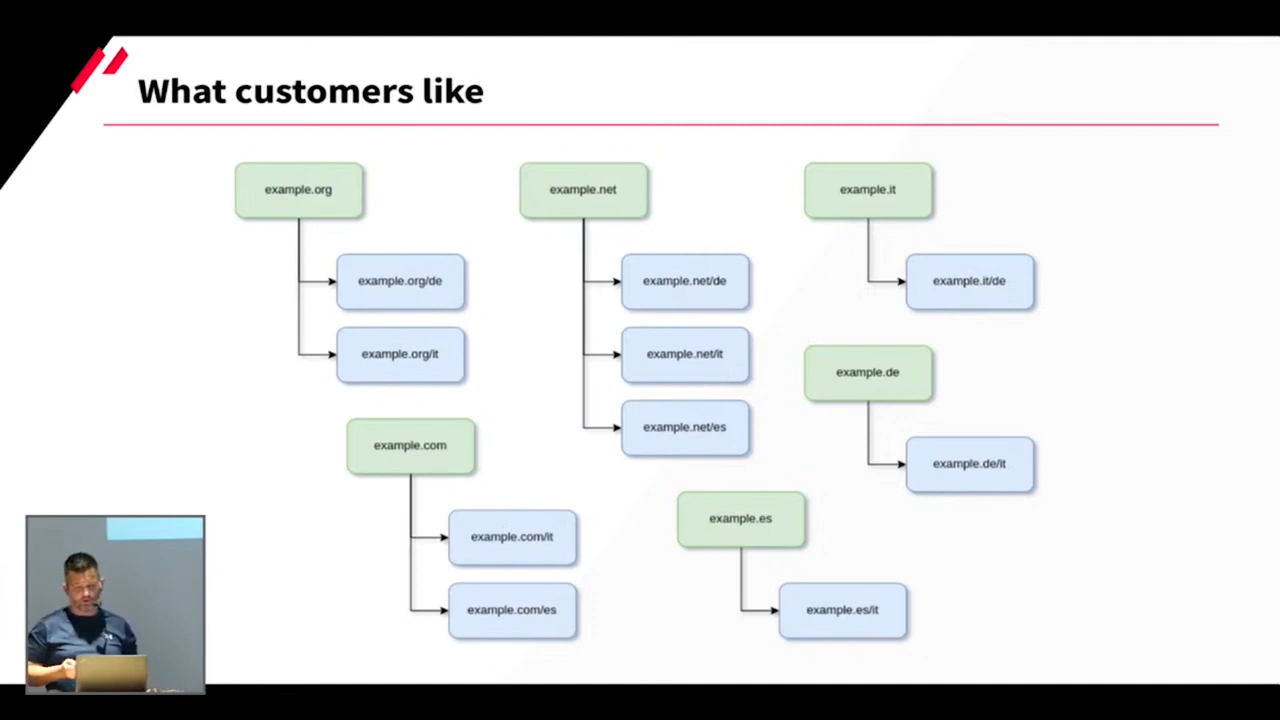 What customers like
example.org
example.org/de
example.org/it
example.net
example.net/de
example.net/it
example.net/es
example.it
example.it/de
example.de
example.de/it
example.com
example.com/it
example.com/es
example.es
example.es/it